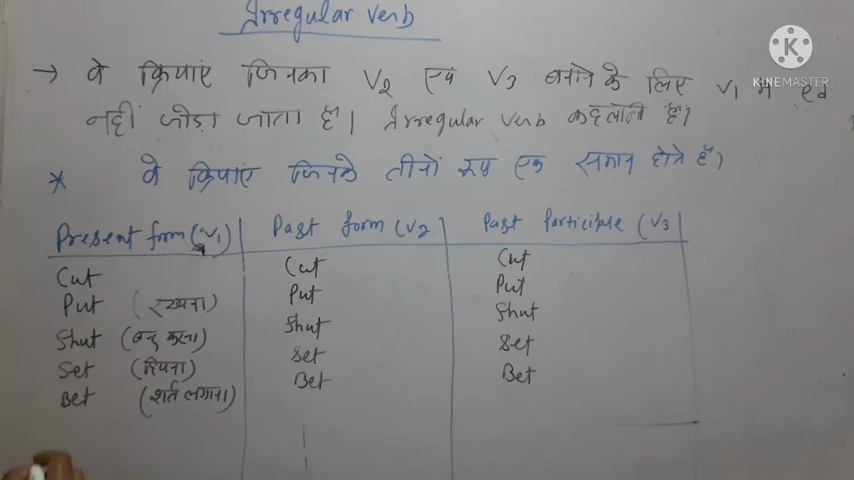 Irregular verb
→ वे क्रियाएं जिनका V2 एवं V3 बनाने के लिए V1 में
नहीं जोड़ा जाता है। Irregular verb कहलाती हैं।
* वे क्रियाएं जिनके तीनों रूप एक समान होते हैं।
Present form (V1) Past form (V2 Past Participle (V3
Cut Cut Cut
Put (रखना) Put Put
Shut (बन्द करना) Shut Shut
Set Set Set
Bet (शर्त लगाना) Bet Bet
K
KINEMASTER